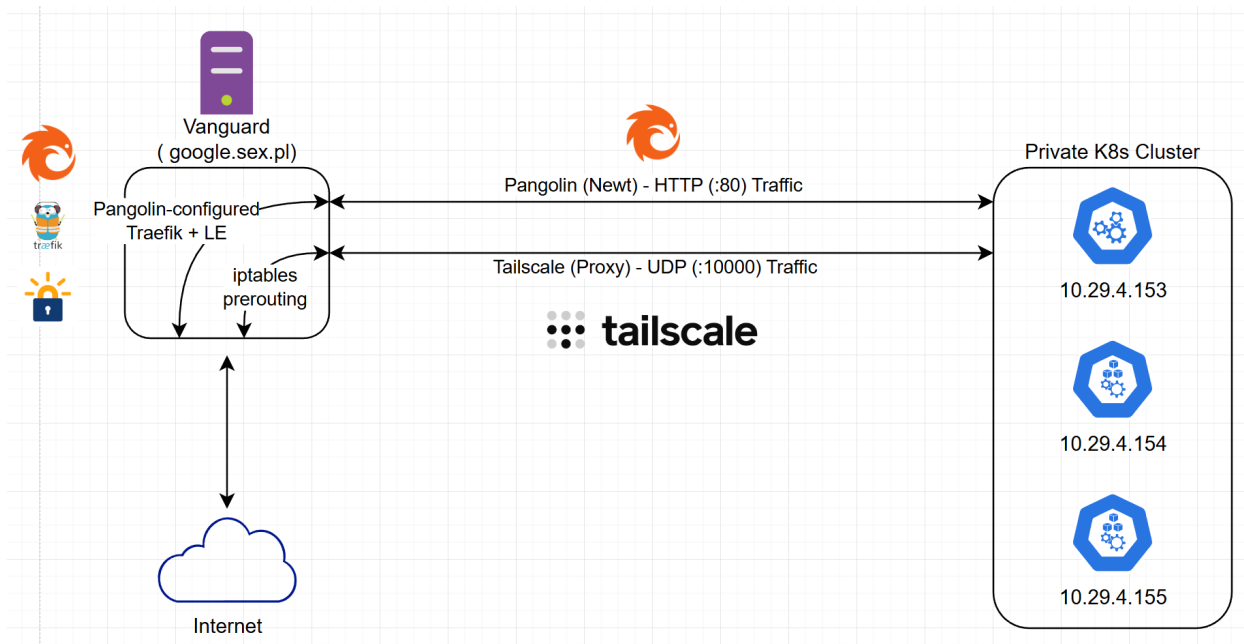 Vanguard
( google.sex.pl)
træfik
Pangolin-configured
Traefik + LE
iptables
prerouting
Internet
Pangolin (Newt) - HTTP (:80) Traffic
Tailscale (Proxy) - UDP (:10000) Traffic
tailscale
Private K8s Cluster
10.29.4.153
10.29.4.154
10.29.4.155